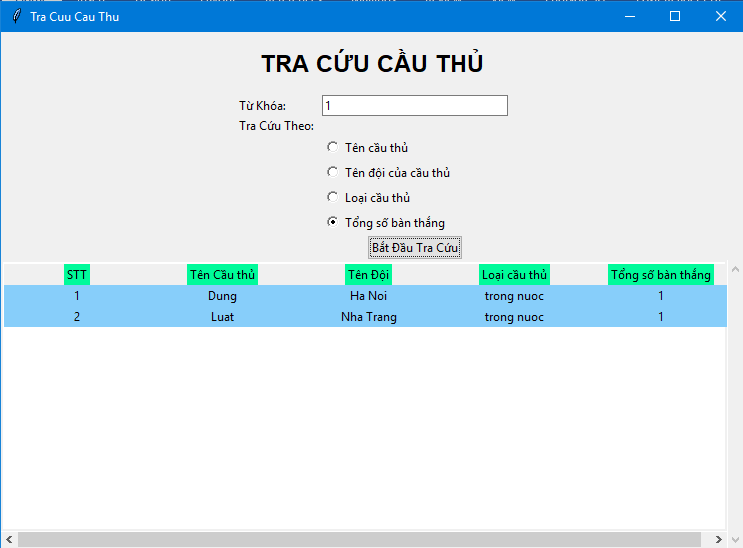 Tra Cuu Cau Thu
TRA CỨU CẦU THỦ
Từ Khóa: 1
Tra Cứu Theo:
Tên cầu thủ
Tên đội của cầu thủ
Loại cầu thủ
Tổng số bàn thắng
Bắt Đầu Tra Cứu
STT Tên Cầu thủ Tên Đội Loại cầu thủ Tổng số bàn thắng
1 Dung Ha Noi trong nuoc 1
2 Luat Nha Trang trong nuoc 1